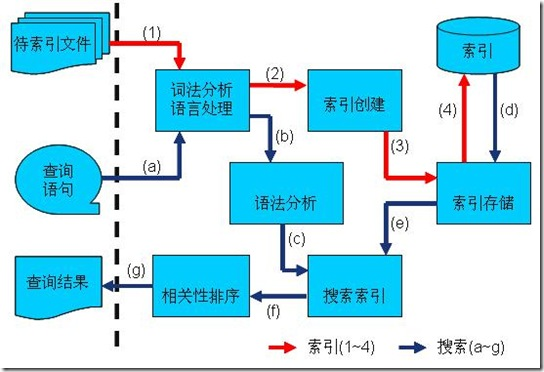 待索引文件
(1)
词法分析
语言处理
(2)
索引创建
索引
(3)
(4)
(d)
查询
语句
(a)
(b)
语法分析
索引存储
(e)
(c)
查询结果
(g)
相关性排序
(f)
搜索索引
索引(1~4)
搜索(a~g)